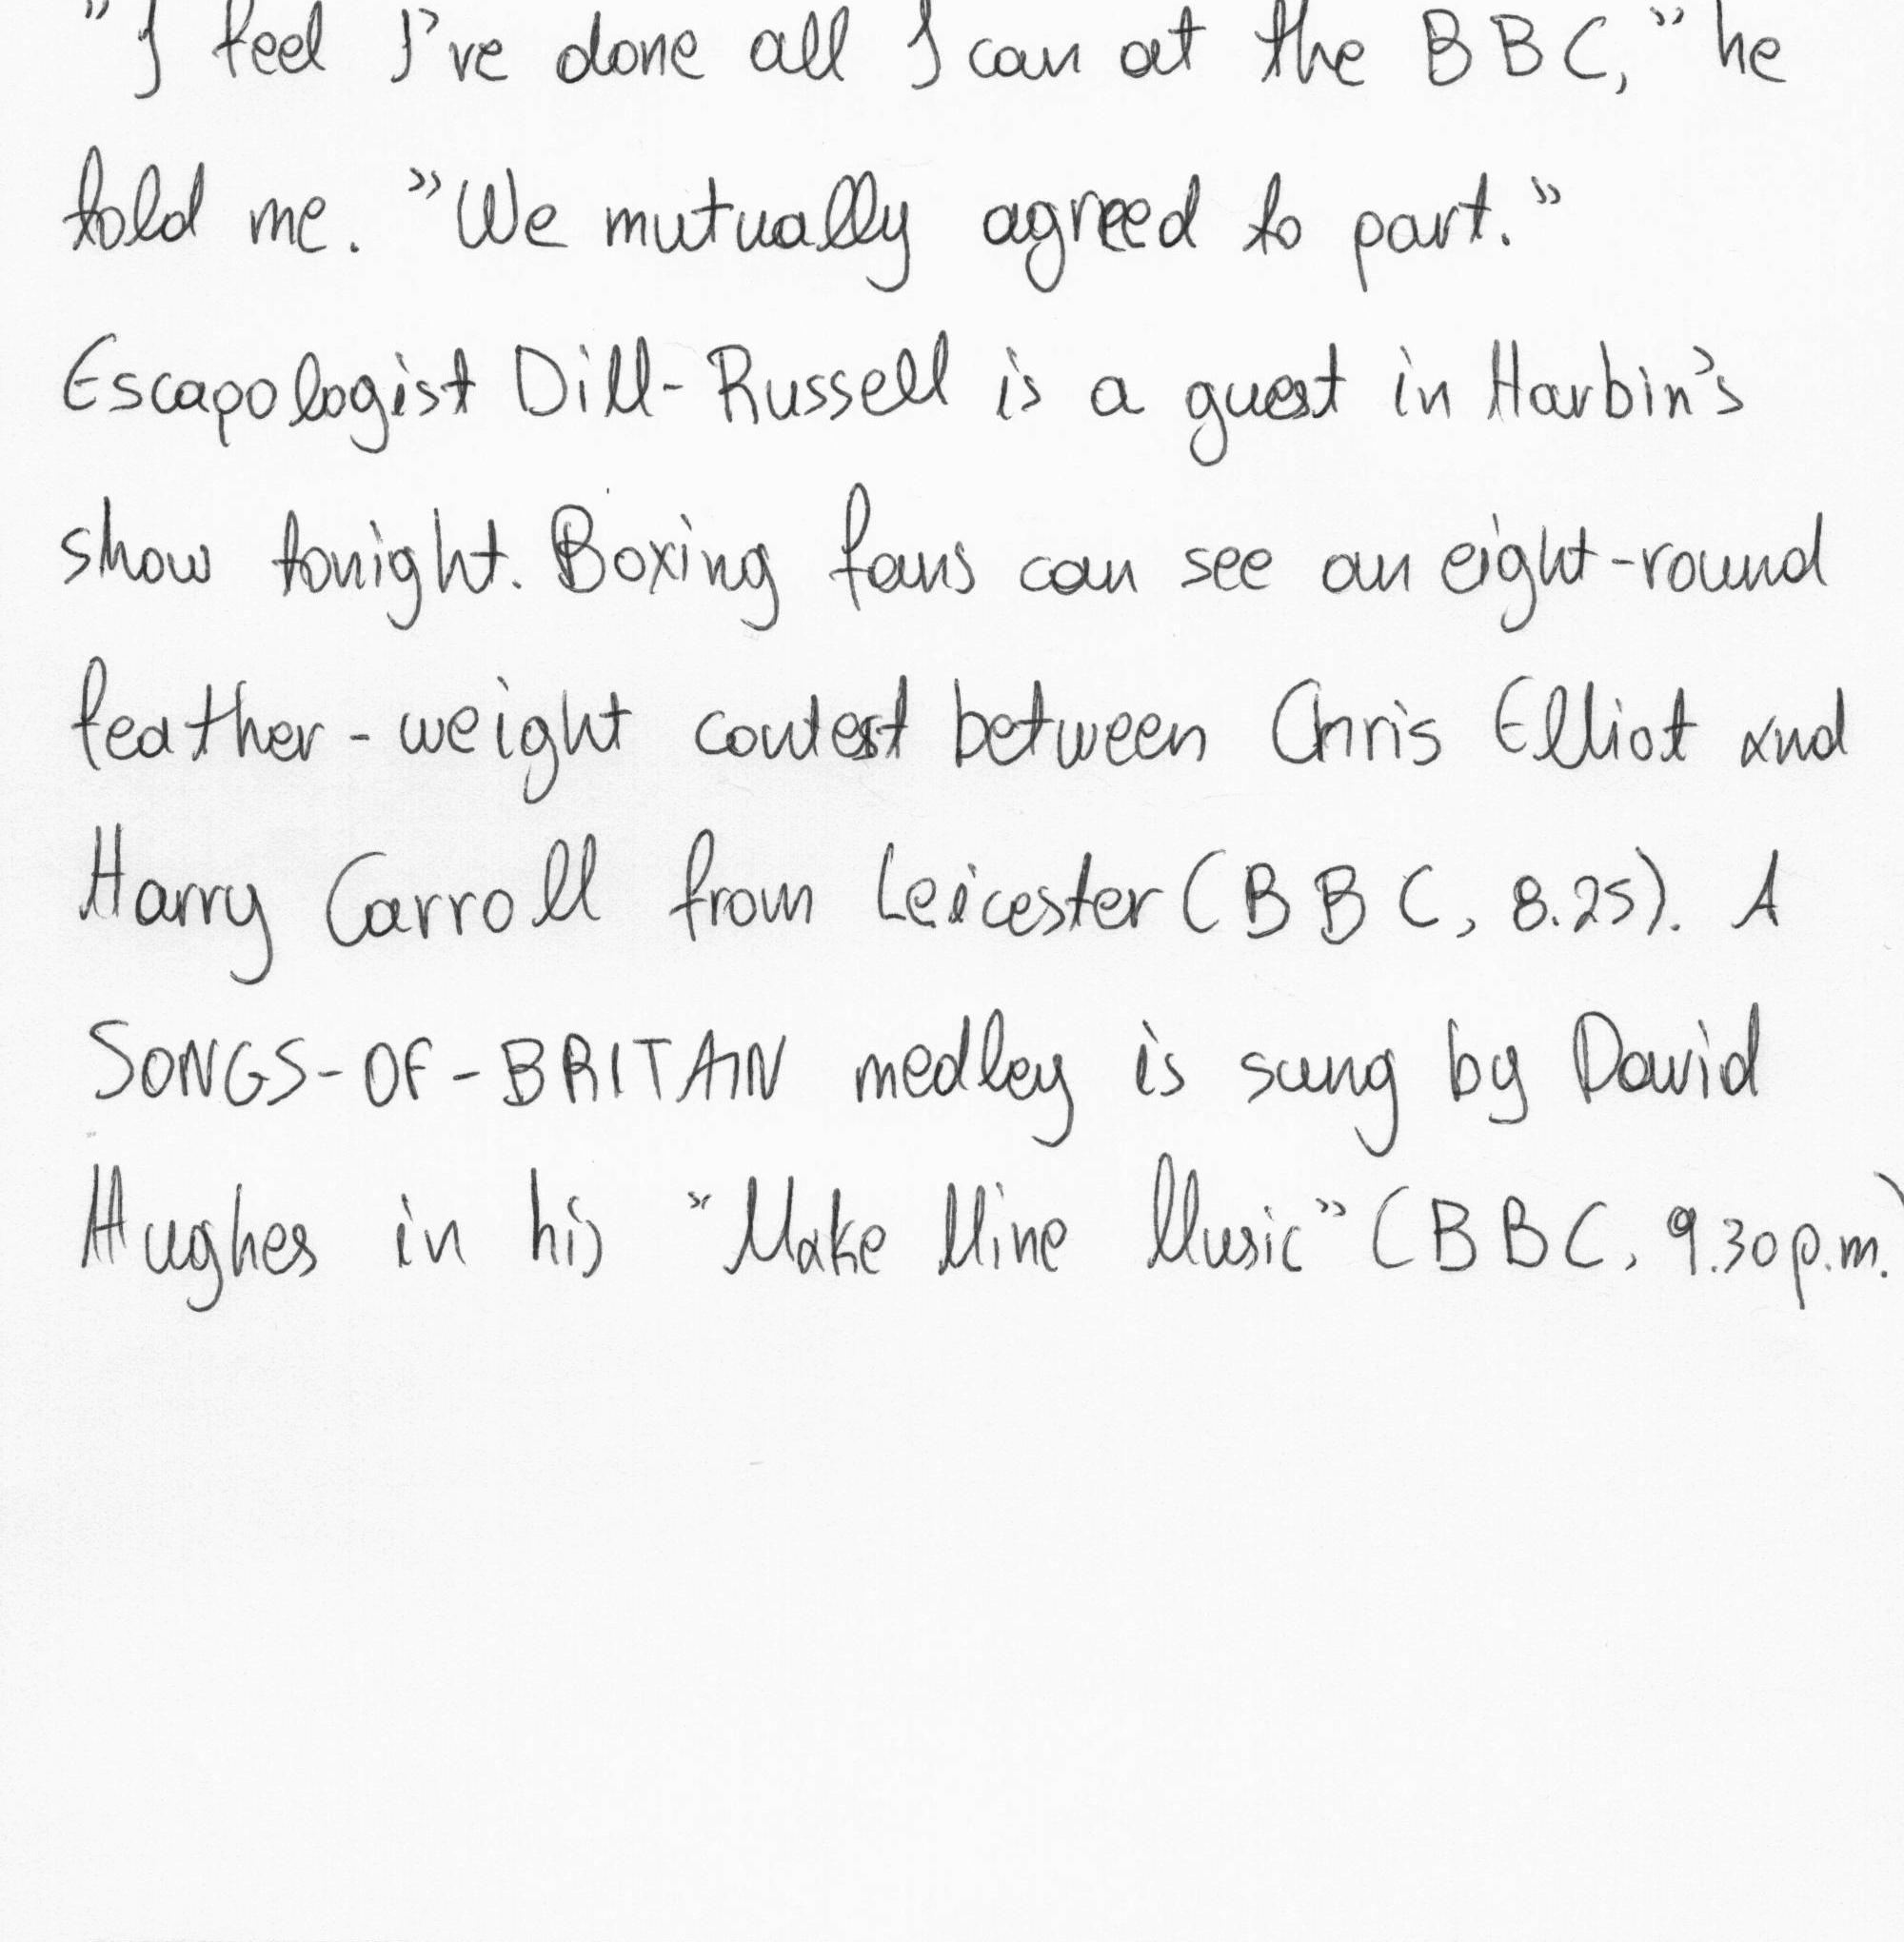 "I feel I've done all I can at the BBC," he
told me. "We mutually agreed to part."
Escapologist Dill-Russell is a guest in Harbin's
show tonight. Boxing fans can see an eight-round
feather-weight contest between Chris Elliot and
Harry Carroll from Leicester (BBC, 8.25). A
SONGS-OF-BRITAIN medley is sung by David
Hughes in his "Make Mine Music" (BBC, 9.30p.m.)